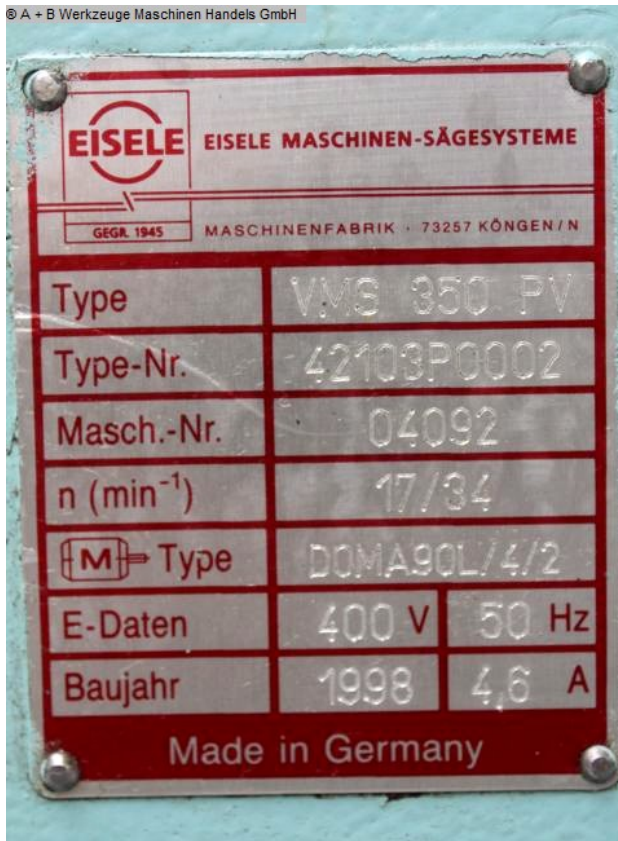 ® A + B Werkzeuge Maschinen Handels GmbH
EISELE
GEGR. 1945
EISELE MASCHINEN-SÄGESYSTEME
MASCHINENFABRIK · 73257 KÖNGEN/N
Type VMS 350 PV
Type-Nr. 42103P0002
Masch.-Nr. 04092
n (min⁻¹) 17/34
M Type DOMA90L/4/2
E-Daten 400 V 50 Hz
Baujahr 1998 4,6 A
Made in Germany